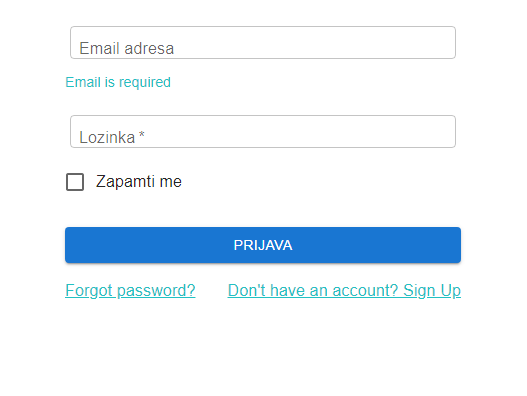 Email adresa
Email is required
Lozinka *
Zapamti me
PRIJAVA
Forgot password? Don't have an account? Sign Up